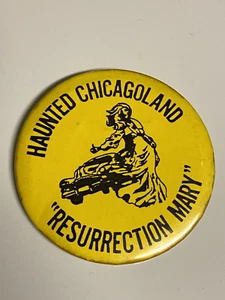 HAUNTED CHICAGOLAND
"RESURRECTION MARY"